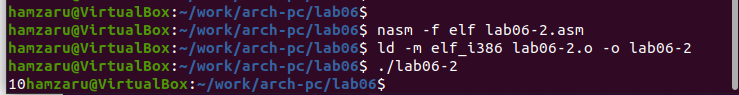 hamzaru@VirtualBox:~/work/arch-pc/lab06$
hamzaru@VirtualBox:~/work/arch-pc/lab06$ nasm -f elf lab06-2.asm
hamzaru@VirtualBox:~/work/arch-pc/lab06$ ld -m elf_i386 lab06-2.o -o lab06-2
hamzaru@VirtualBox:~/work/arch-pc/lab06$ ./lab06-2
10hamzaru@VirtualBox:~/work/arch-pc/lab06$